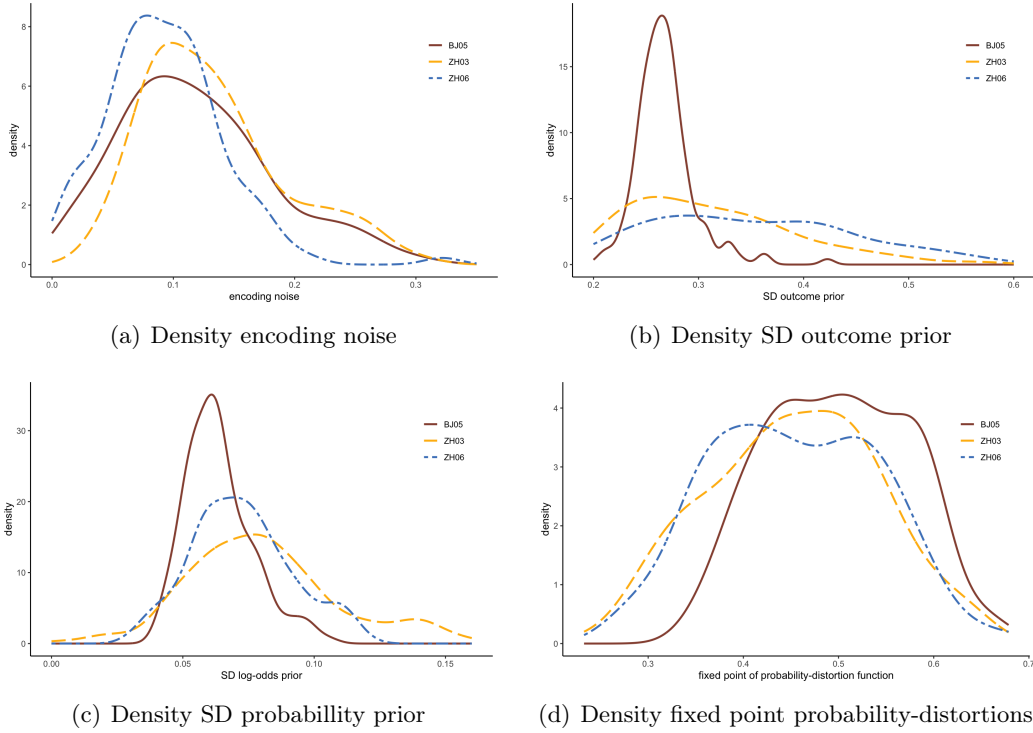 density
8
6
4
2
0
0.0 0.1 0.2 0.3
encoding noise
BJ05
ZH03
ZH06
(a) Density encoding noise
density
15
10
5
0
0.2 0.3 0.4 0.5 0.6
SD outcome prior
BJ05
ZH03
ZH06
(b) Density SD outcome prior
density
30
20
10
0
0.00 0.05 0.10 0.15
SD log-odds prior
BJ05
ZH03
ZH06
(c) Density SD probabillity prior
density
4
3
2
1
0
0.3 0.4 0.5 0.6 0.7
fixed point of probability-distortion function
BJ05
ZH03
ZH06
(d) Density fixed point probability-distortions